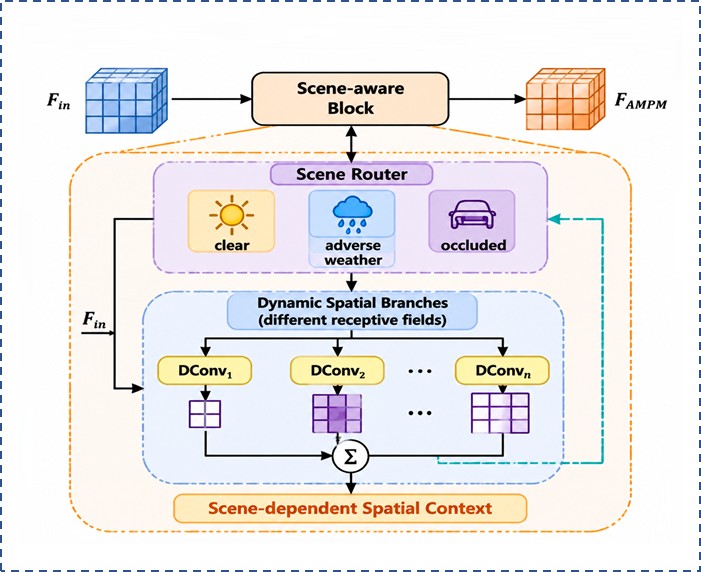 F_in
Scene-aware
Block
F_AMPM
Scene Router
clear
adverse
weather
occluded
Dynamic Spatial Branches
(different receptive fields)
F_in
DConv₁
DConv₂
···
DConvₙ
···
Σ
Scene-dependent Spatial Context